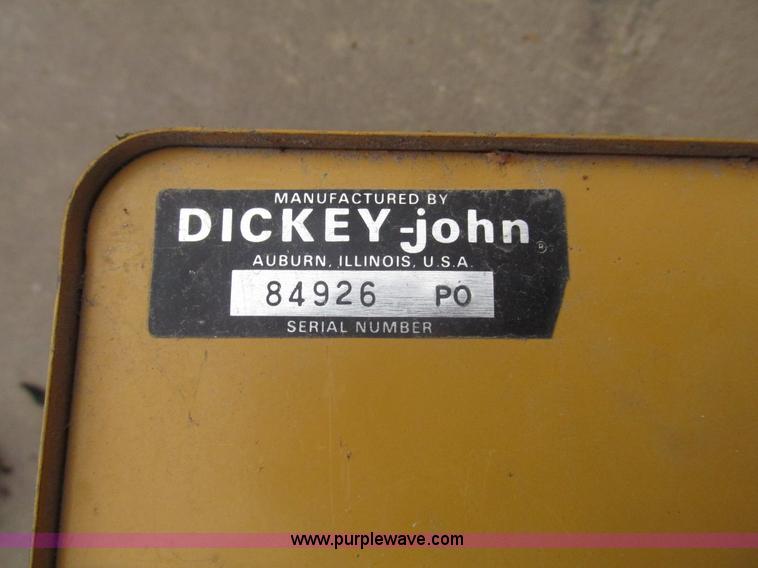 MANUFACTURED BY
DICKEY-john®
AUBURN, ILLINOIS, U.S.A.
84926 PO
SERIAL NUMBER
www.purplewave.com